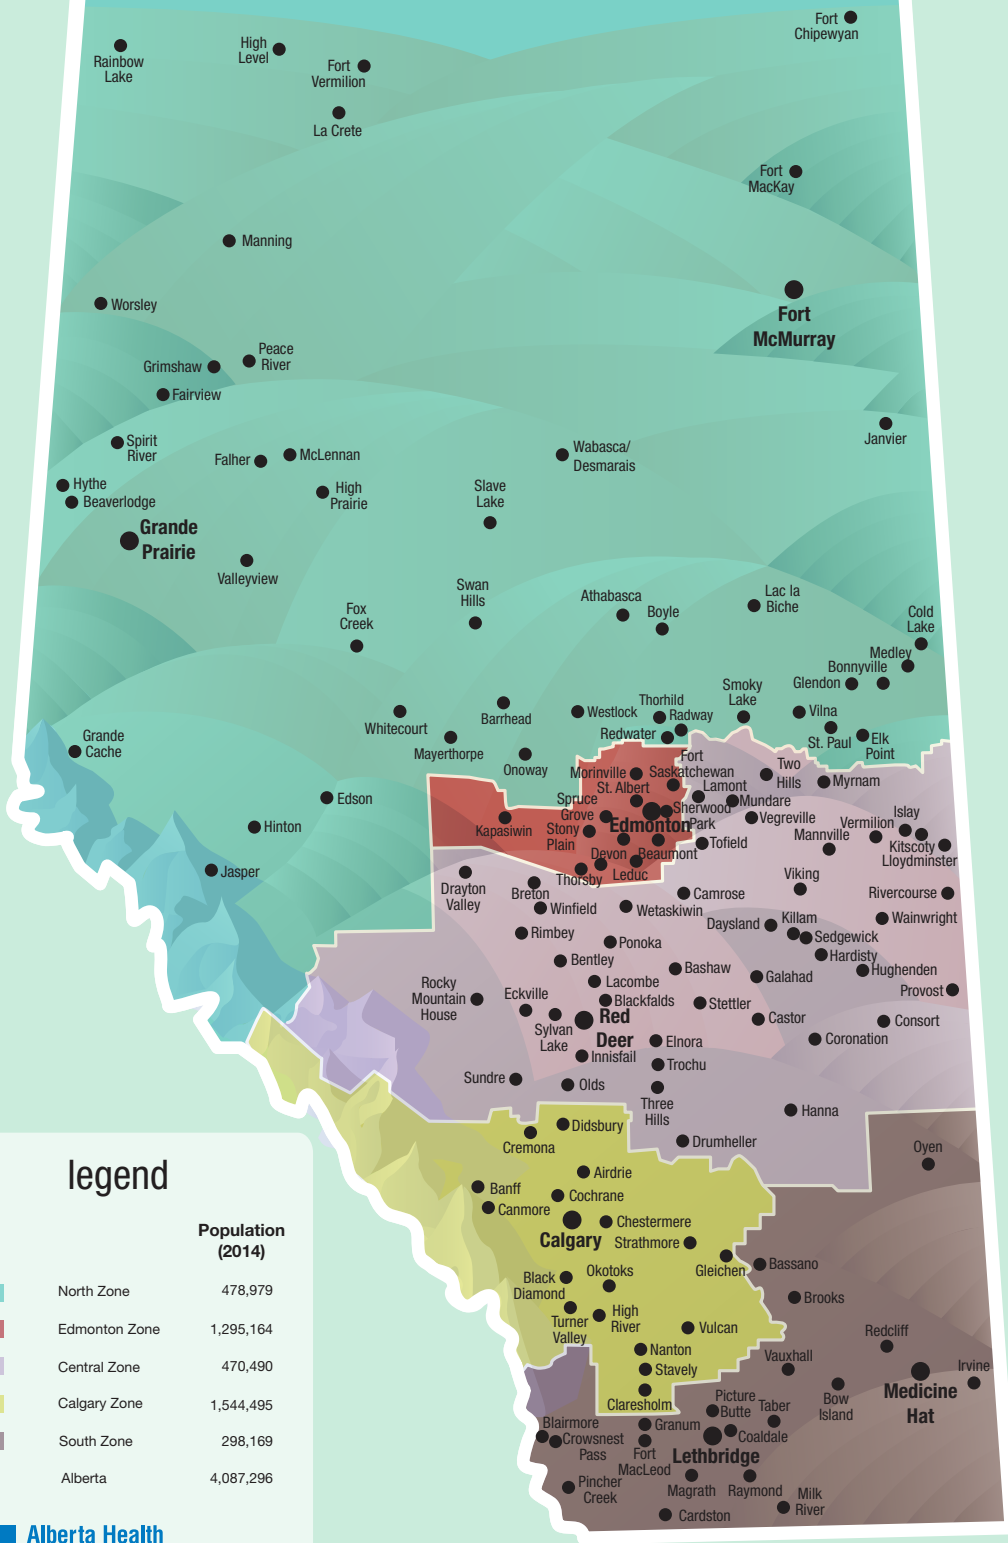 Fort
Chipewyan
Rainbow
Lake
High
Level
Fort
Vermilion
La Crete
Fort
MacKay
Manning
Worsley
Fort
McMurray
Grimshaw
Peace
River
Fairview
Janvier
Spirit
River
Falher
McLennan
Wabasca/
Desmarais
Hythe
Beaverlodge
High
Prairie
Slave
Lake
Grande
Prairie
Valleyview
Swan
Hills
Athabasca
Boyle
Lac la
Biche
Fox
Creek
Cold
Lake
Medley
Bonnyville
Glendon
Whitecourt
Barrhead
Westlock
Thorhild
Radway
Redwater
Smoky
Lake
Vilna
St. Paul
Elk
Point
Grande
Cache
Mayerthorpe
Onoway
Morinville
Fort
Saskatchewan
St. Albert
Two
Hills
Myrnam
Lamont
Mundare
Edson
Spruce
Grove
Sherwood
Park
Vegreville
Hinton
Kapasiwin
Stony
Plain
Edmonton
Tofield
Mannville
Vermilion
Islay
Kitscoty
Lloydminster
Devon
Beaumont
Jasper
Thorsby
Leduc
Viking
Drayton
Valley
Breton
Winfield
Wetaskiwin
Camrose
Rivercourse
Daysland
Killam
Wainwright
Sedgewick
Rimbey
Ponoka
Hardisty
Bentley
Bashaw
Galahad
Hughenden
Lacombe
Provost
Rocky
Mountain
House
Eckville
Blackfalds
Stettler
Sylvan
Lake
Red
Deer
Castor
Consort
Elnora
Coronation
Innisfail
Trochu
Sundre
Olds
Three
Hills
Hanna
Didsbury
Cremona
Drumheller
Oyen
Airdrie
Banff
Cochrane
Canmore
Calgary
Chestermere
Strathmore
Gleichen
Bassano
Black
Diamond
Okotoks
Brooks
Turner
Valley
High
River
Vulcan
Redcliff
Nanton
Vauxhall
Irvine
Stavely
Medicine
Hat
Bow
Island
Claresholm
Picture
Butte
Taber
Blairmore
Granum
Coaldale
Crowsnest
Pass
Fort
MacLeod
Lethbridge
Pincher
Creek
Magrath
Raymond
Milk
River
Cardston
legend
Population
(2014)
North Zone 478,979
Edmonton Zone 1,295,164
Central Zone 470,490
Calgary Zone 1,544,495
South Zone 298,169
Alberta 4,087,296
Alberta Health